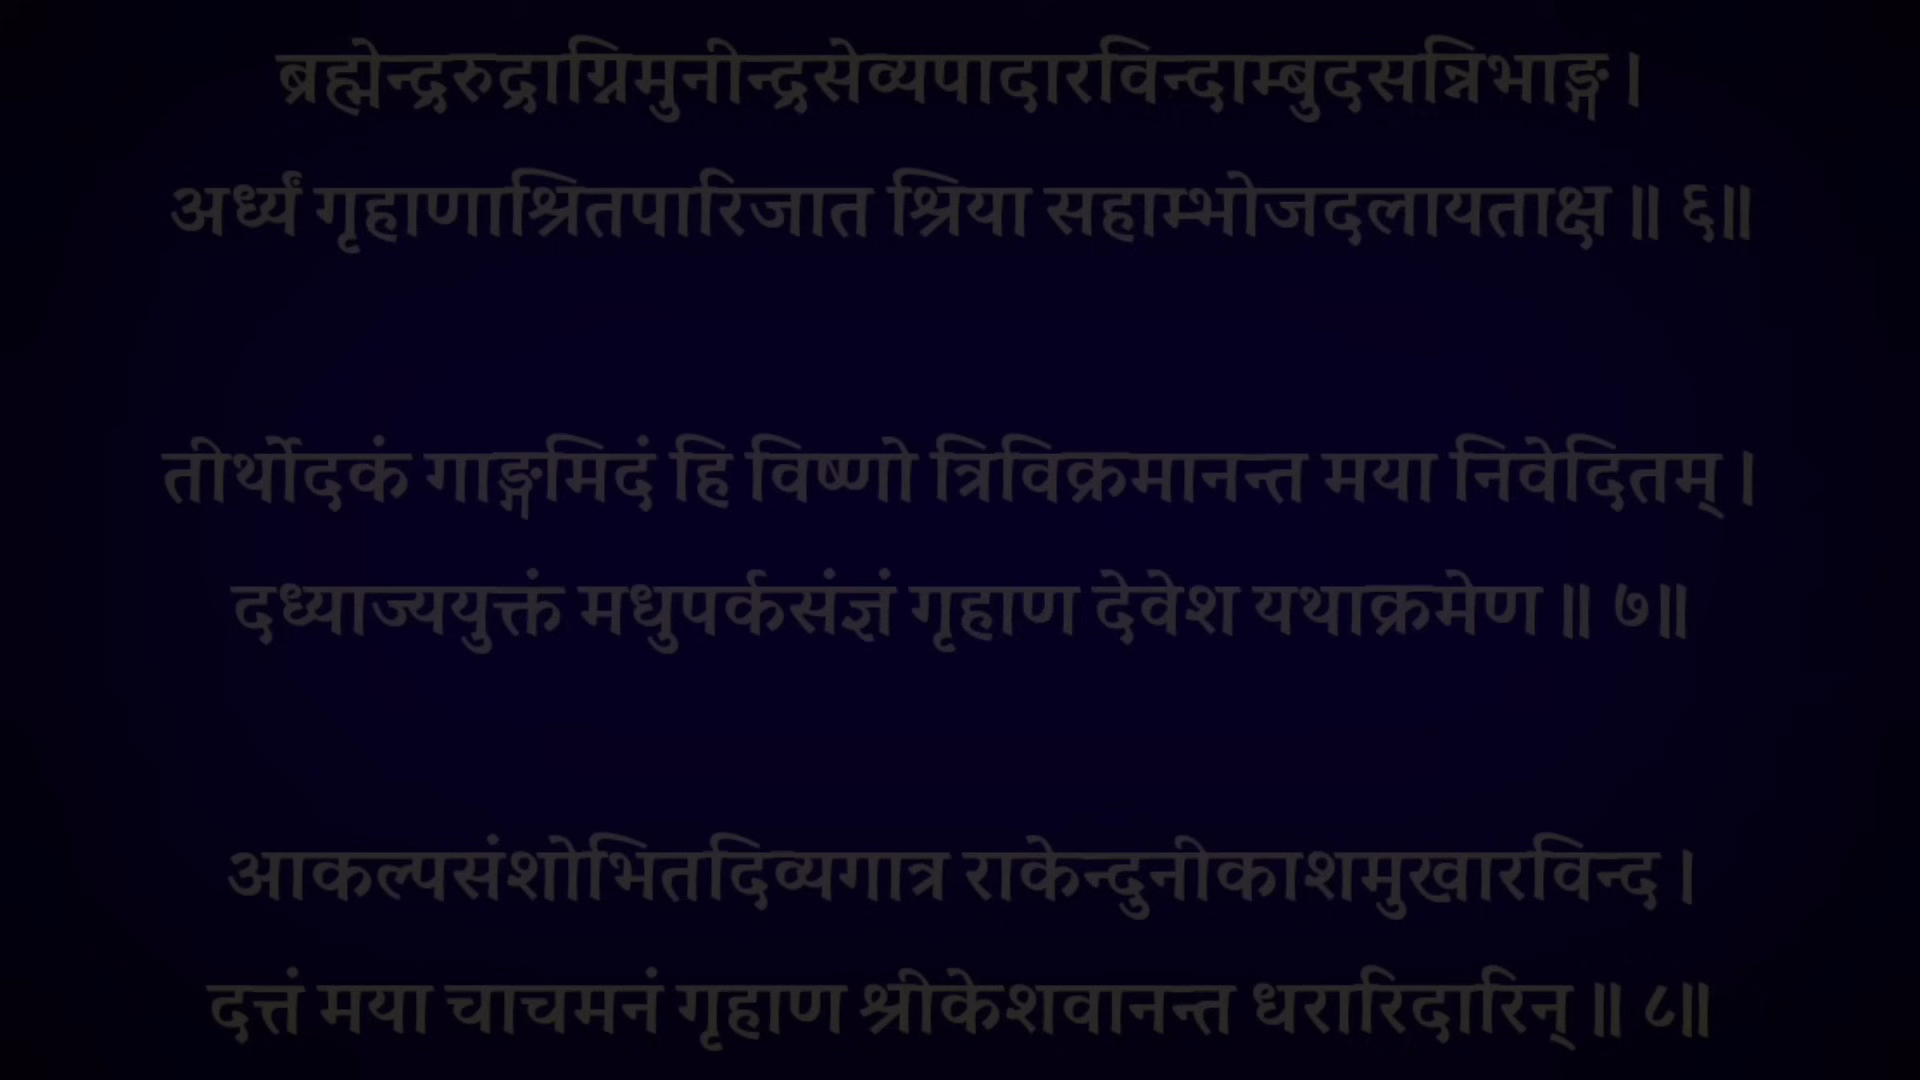 ब्रह्मेन्द्ररुद्राग्निमुनीन्द्रसेव्यपादारविन्दाम्बुदसन्निभाङ्ग ।
अर्ध्यं गृहाणाश्रितपारिजात श्रिया सहाम्भोजदलायताक्ष ॥ ६॥
तीर्थोदकं गाङ्गमिदं हि विष्णो त्रिविक्रमानन्त मया निवेदितम् ।
दध्याज्ययुक्तं मधुपर्कसंज्ञं गृहाण देवेश यथाक्रमेण ॥ ७॥
आकल्पसंशोभितदिव्यगात्र राकेन्दुनीकाशमुखारविन्द ।
दत्तं मया चाचमनं गृहाण श्रीकेशवानन्त धरारिदारिन् ॥ ८॥